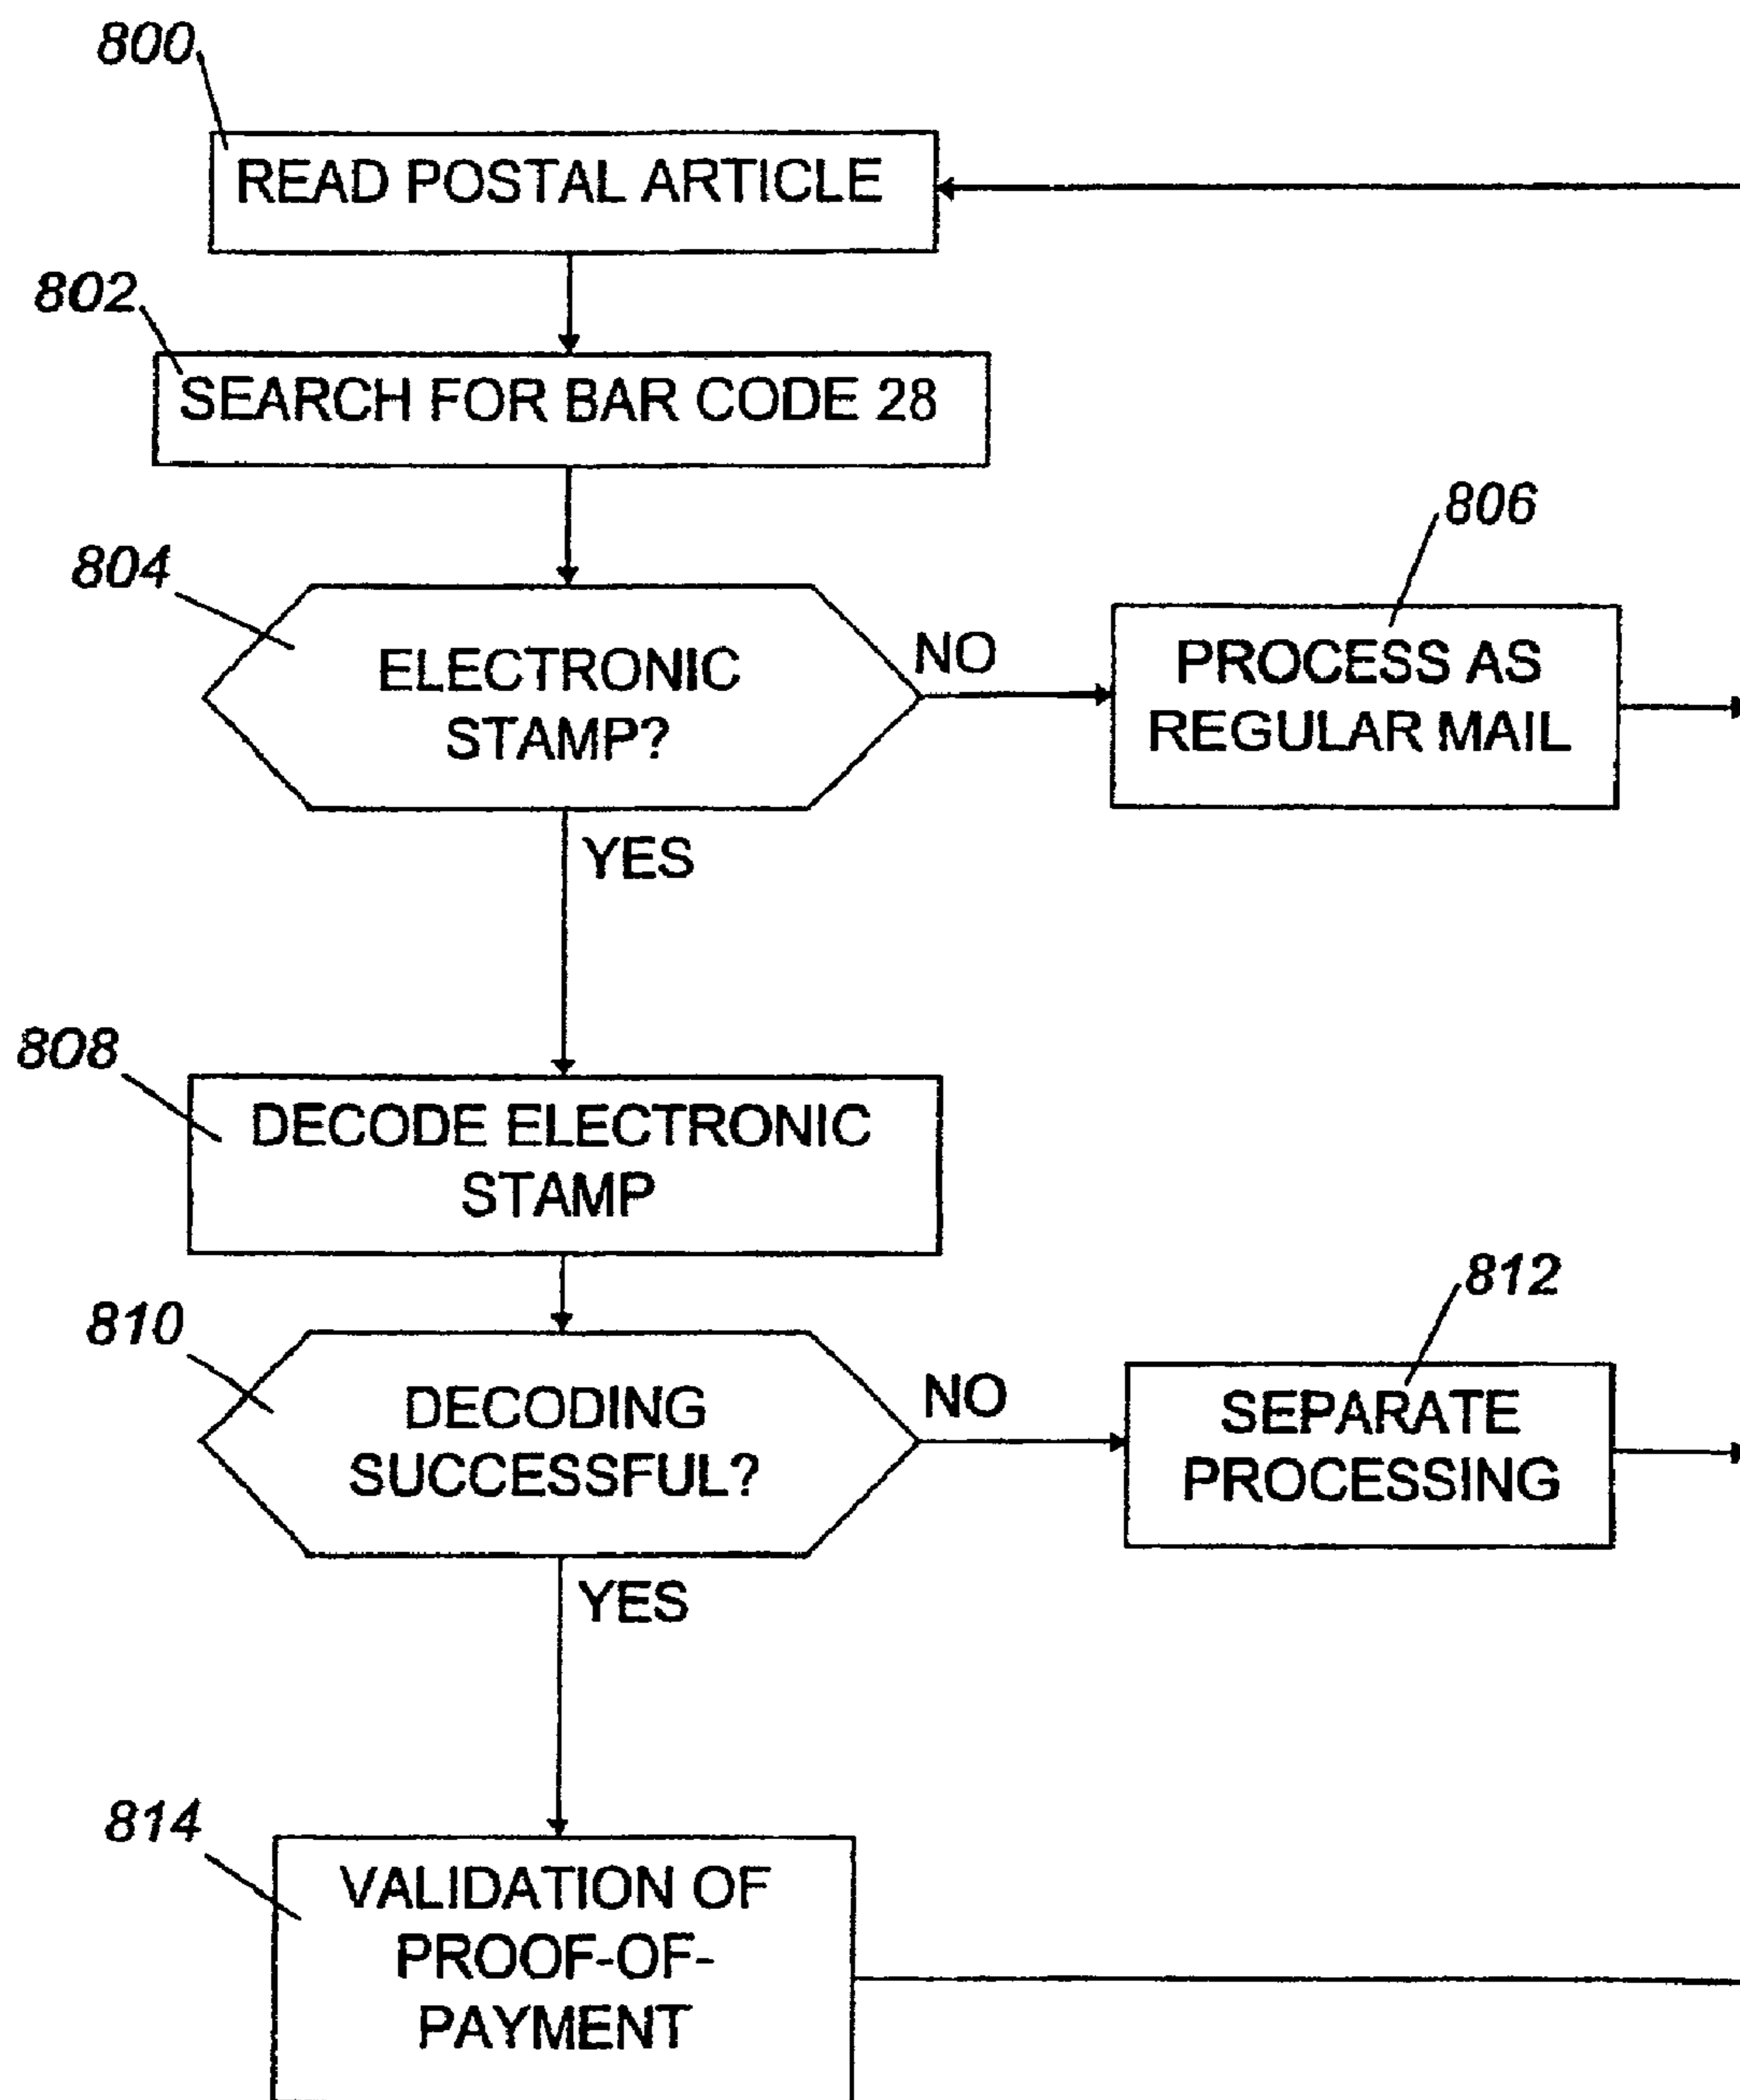 800
READ POSTAL ARTICLE
802
SEARCH FOR BAR CODE 28
804
ELECTRONIC
STAMP?
NO
806
PROCESS AS
REGULAR MAIL
YES
808
DECODE ELECTRONIC
STAMP
810
DECODING
SUCCESSFUL?
NO
812
SEPARATE
PROCESSING
YES
814
VALIDATION OF
PROOF-OF-
PAYMENT